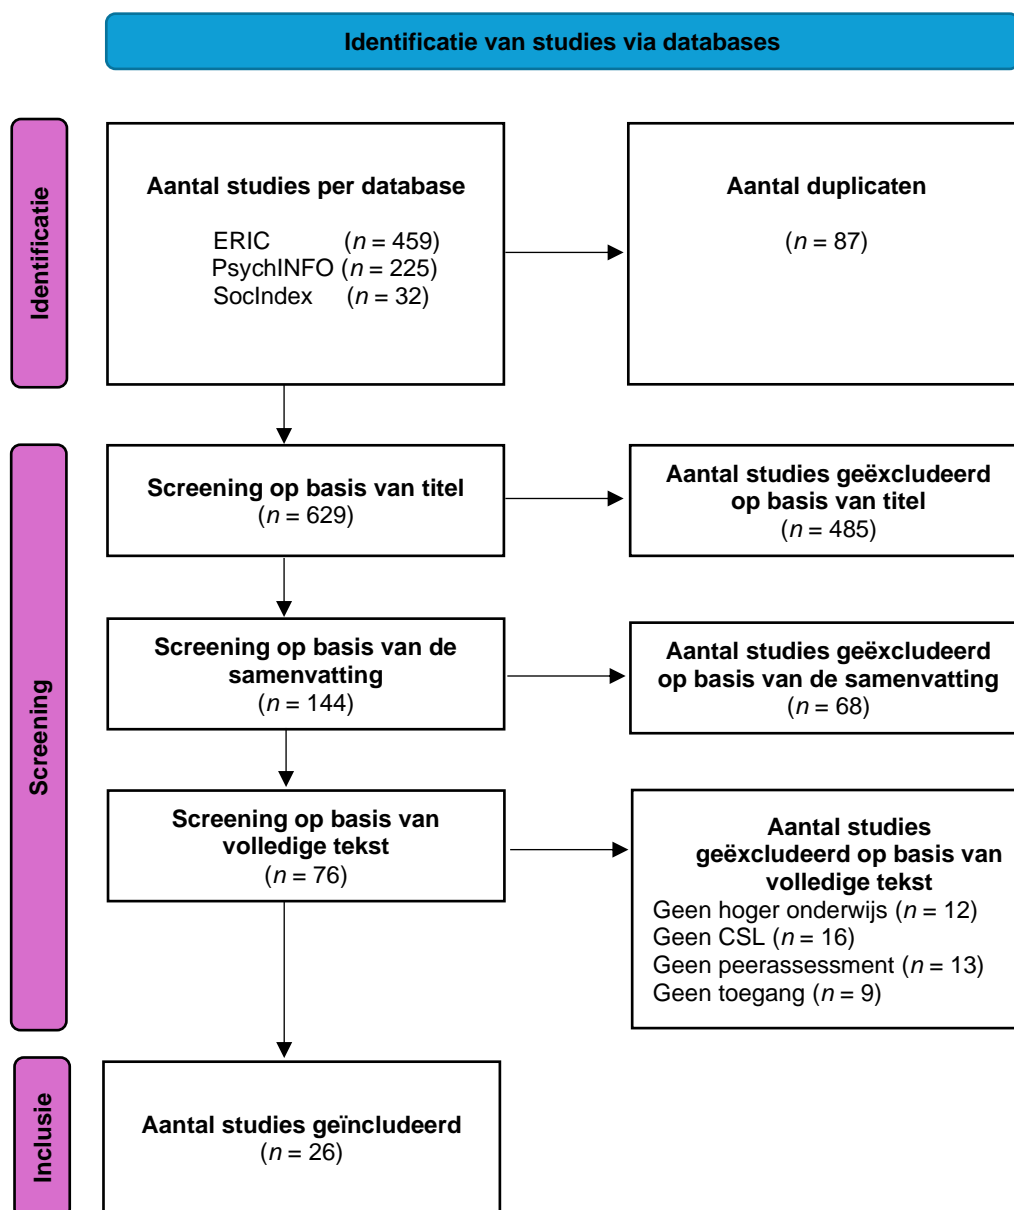 Identificatie van studies via databases
Identificatie
Aantal studies per database
ERIC (n = 459)
PsychINFO (n = 225)
SocIndex (n = 32)
Aantal duplicaten
(n = 87)
Screening
Screening op basis van titel
(n = 629)
Aantal studies geëxcludeerd
op basis van titel
(n = 485)
Screening op basis van de
samenvatting
(n = 144)
Aantal studies geëxcludeerd
op basis van de samenvatting
(n = 68)
Screening op basis van
volledige tekst
(n = 76)
Aantal studies
geëxcludeerd op basis van
volledige tekst
Geen hoger onderwijs (n = 12)
Geen CSL (n = 16)
Geen peerassessment (n = 13)
Geen toegang (n = 9)
Inclusie
Aantal studies geïncludeerd
(n = 26)